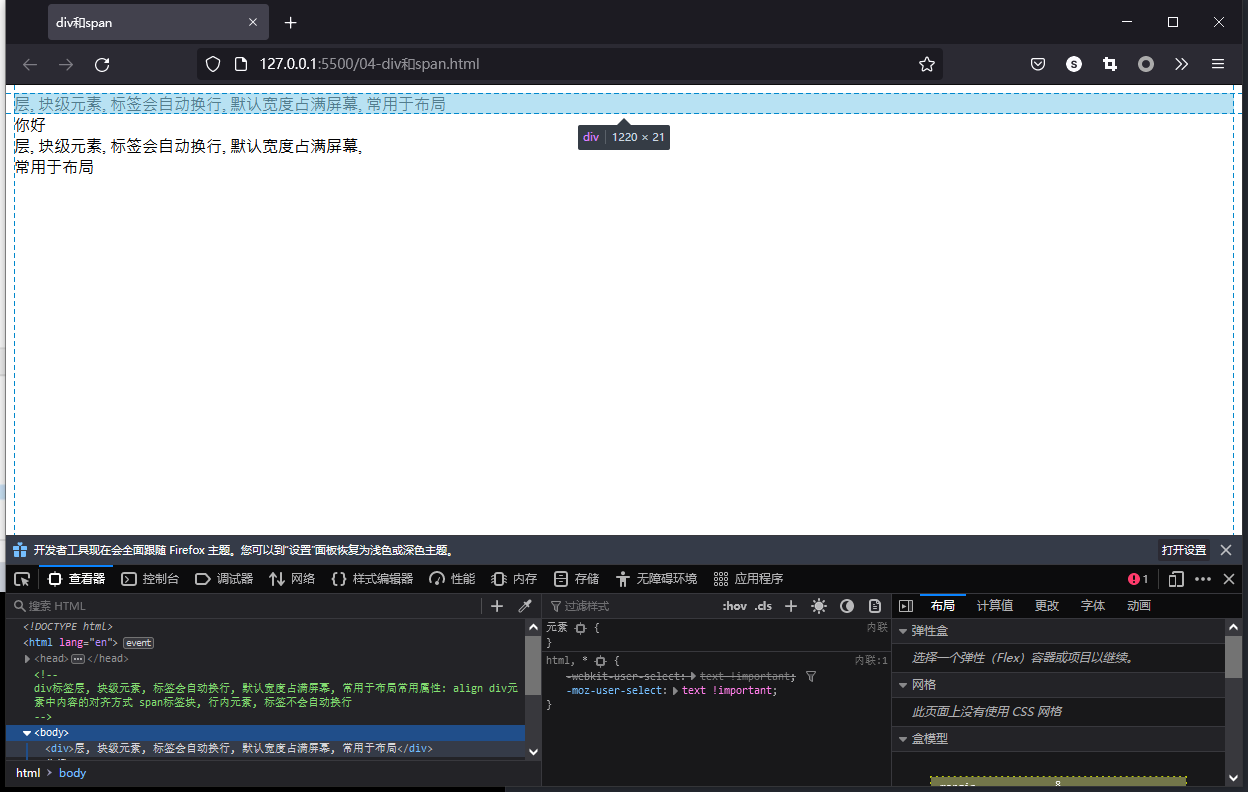 div和span
127.0.0.1:5500/04-div和span.html
S
层, 块级元素, 标签会自动换行, 默认宽度占满屏幕, 常用于布局
你好
div 1220 × 21
层, 块级元素, 标签会自动换行, 默认宽度占满屏幕,
常用于布局
开发者工具现在会全面跟随 Firefox 主题。您可以到“设置”面板恢复为浅色或深色主题。 打开设置
查看器 控制台 调试器 网络 样式编辑器 性能 内存 存储 无障碍环境 应用程序 1
搜索 HTML
<!DOCTYPE html>
<html lang="en"> event
<head> </head>
<!--
div标签层, 块级元素, 标签会自动换行, 默认宽度占满屏幕, 常用于布局常用属性: align div元
素中内容的对齐方式 span标签块, 行内元素, 标签不会自动换行
-->
<body>
<div>层, 块级元素, 标签会自动换行, 默认宽度占满屏幕, 常用于布局</div>
html > body
过滤样式 :hov .cls
元素 { 内联
}
html, * { 内联:1
-webkit-user-select: text !important;
-moz-user-select: text !important;
}
布局 计算值 更改 字体 动画
弹性盒
选择一个弹性（Flex）容器或项目以继续。
网格
此页面上没有使用 CSS 网格
盒模型
margin 8